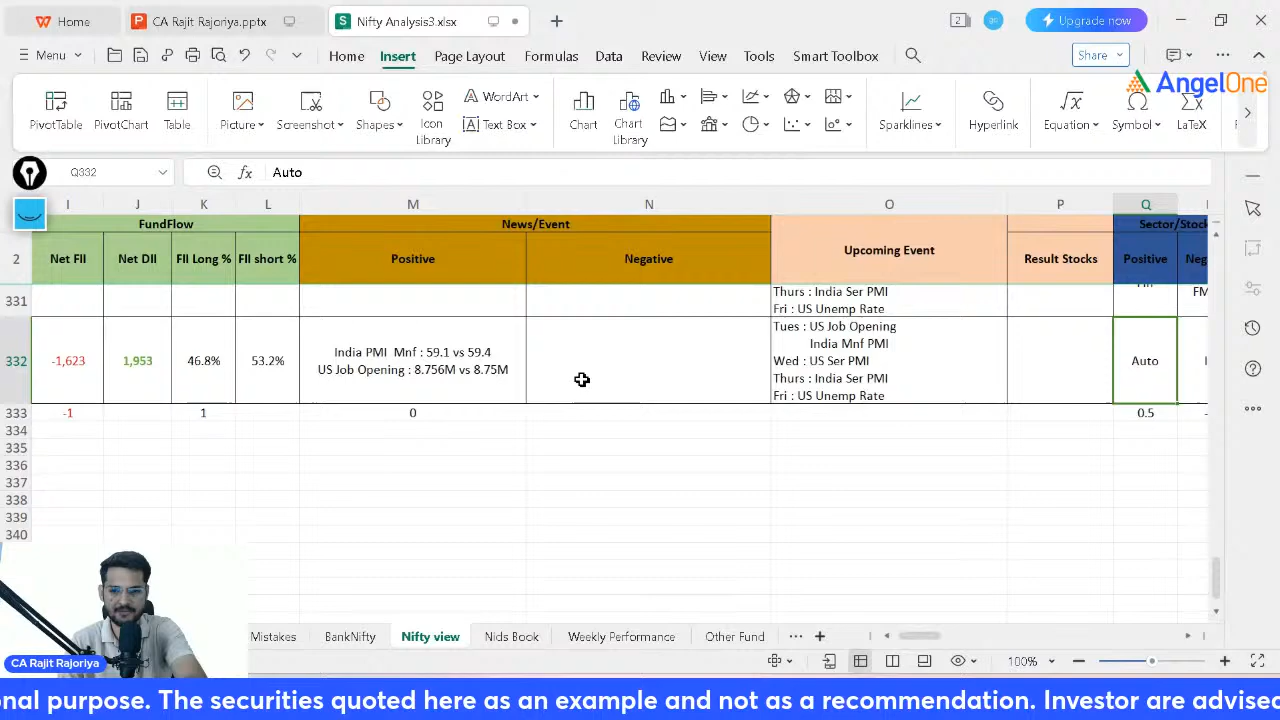 Home
CA Rajit Rajoriya.pptx
Nifty Analysis3.xlsx
Upgrade now
Menu
Home Insert Page Layout Formulas Data Review View Tools Smart Toolbox
Share
AngelOne
PivotTable PivotChart Table Picture Screenshot Shapes Icon Library WordArt Text Box Chart Chart Library Sparklines Hyperlink Equation Symbol LaTeX
Q332 fx Auto
I J K L M N O P Q
FundFlow News/Event Upcoming Event Sector/Stock
2 Net FII Net DII FII Long % FII short % Positive Negative Result Stocks Positive
331 Thurs : India Ser PMI
Fri : US Unemp Rate
332 -1,623 1,953 46.8% 53.2% India PMI Mnf : 59.1 vs 59.4
US Job Opening : 8.756M vs 8.75M
Tues : US Job Opening
India Mnf PMI
Wed : US Ser PMI
Thurs : India Ser PMI
Fri : US Unemp Rate
Auto
333 -1 1 0 0.5
334
335
336
337
338
339
340
Mistakes BankNifty Nifty view Nids Book Weekly Performance Other Fund
100%
CA Rajit Rajoriya
onal purpose. The securities quoted here as an example and not as a recommendation. Investor are advised